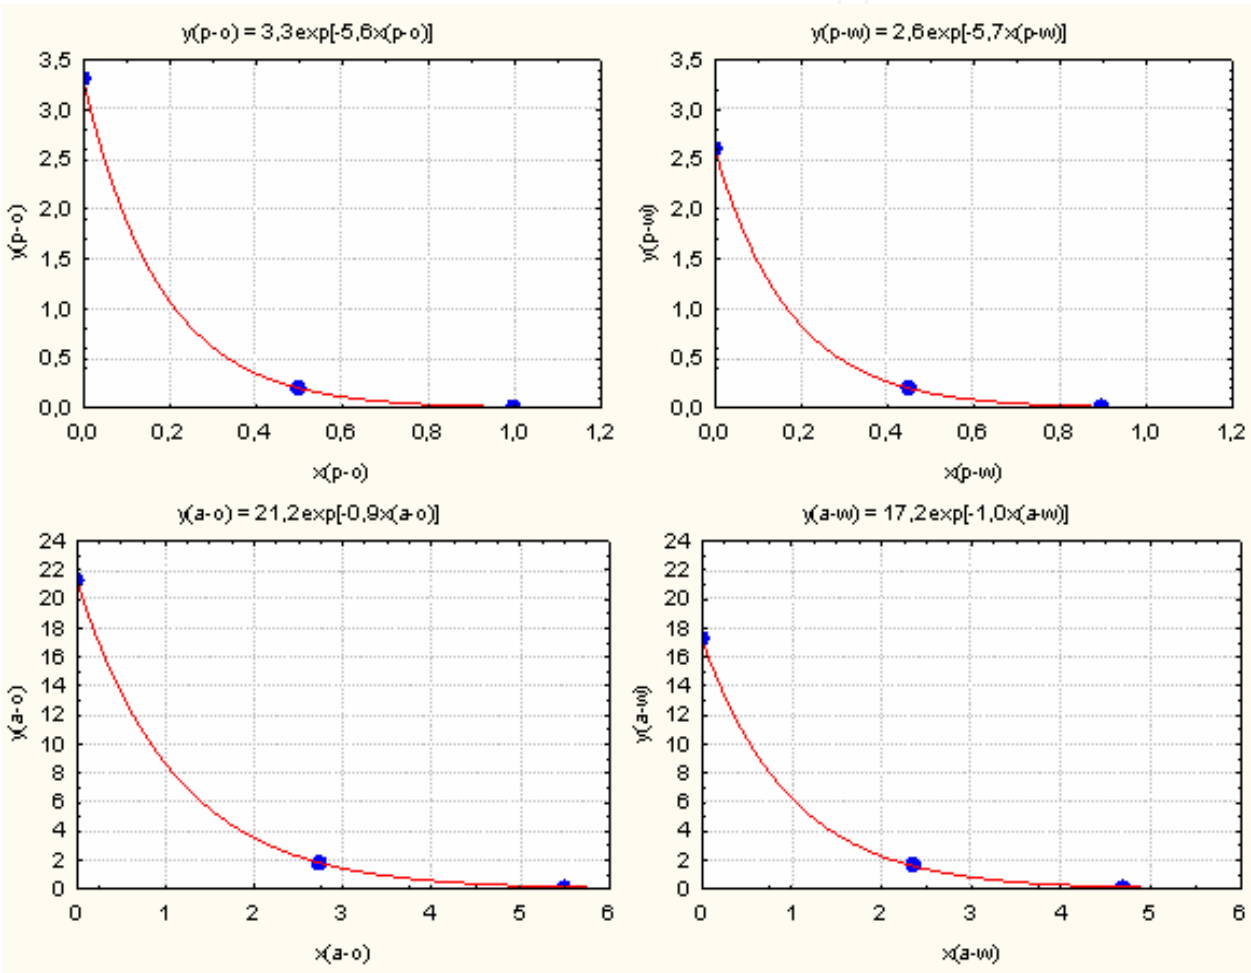 y(p-o) = 3,3exp[-5,6x(p-o)]
3,5
3,0
2,5
2,0
1,5
1,0
0,5
0,0
y(p-o)
0,0 0,2 0,4 0,6 0,8 1,0 1,2
x(p-o)
y(p-w) = 2,6exp[-5,7x(p-w)]
3,5
3,0
2,5
2,0
1,5
1,0
0,5
0,0
y(p-w)
0,0 0,2 0,4 0,6 0,8 1,0 1,2
x(p-w)
y(a-o) = 21,2exp[-0,9x(a-o)]
24
22
20
18
16
14
12
10
8
6
4
2
0
y(a-o)
0 1 2 3 4 5 6
x(a-o)
y(a-w) = 17,2exp[-1,0x(a-w)]
24
22
20
18
16
14
12
10
8
6
4
2
0
y(a-w)
0 1 2 3 4 5 6
x(a-w)